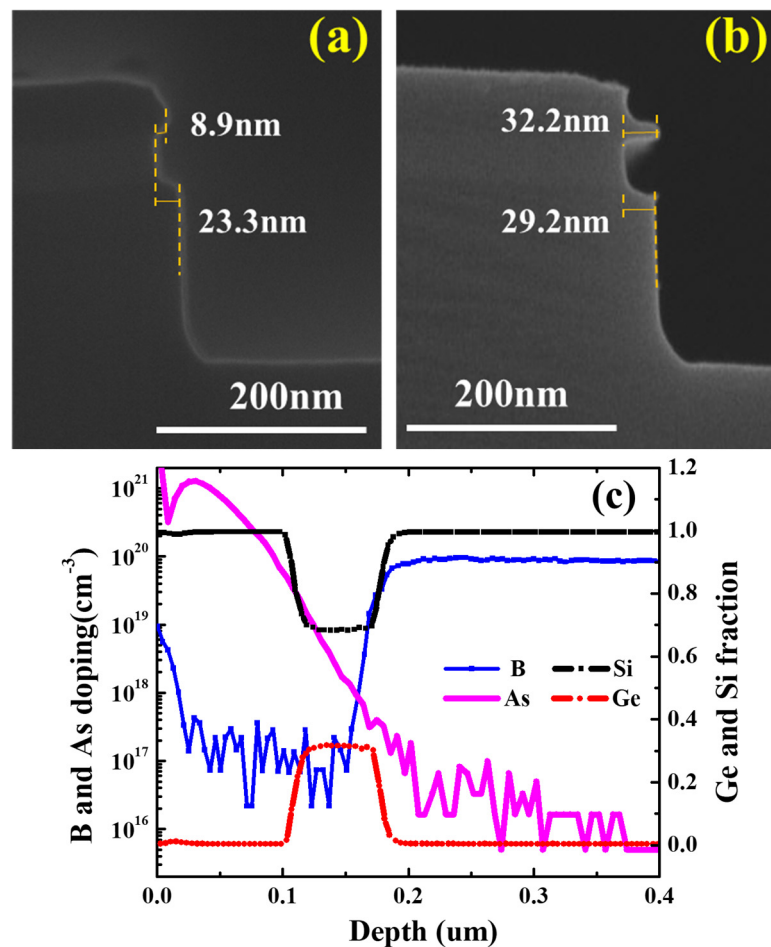 (a)
8.9nm
23.3nm
200nm
(b)
32.2nm
29.2nm
200nm
(c)
B and As doping(cm⁻³)
10²¹
10²⁰
10¹⁹
10¹⁸
10¹⁷
10¹⁶
B
Si
As
Ge
1.2
1.0
0.8
0.6
0.4
0.2
0.0
Ge and Si fraction
0.0
0.1
0.2
0.3
0.4
Depth (um)